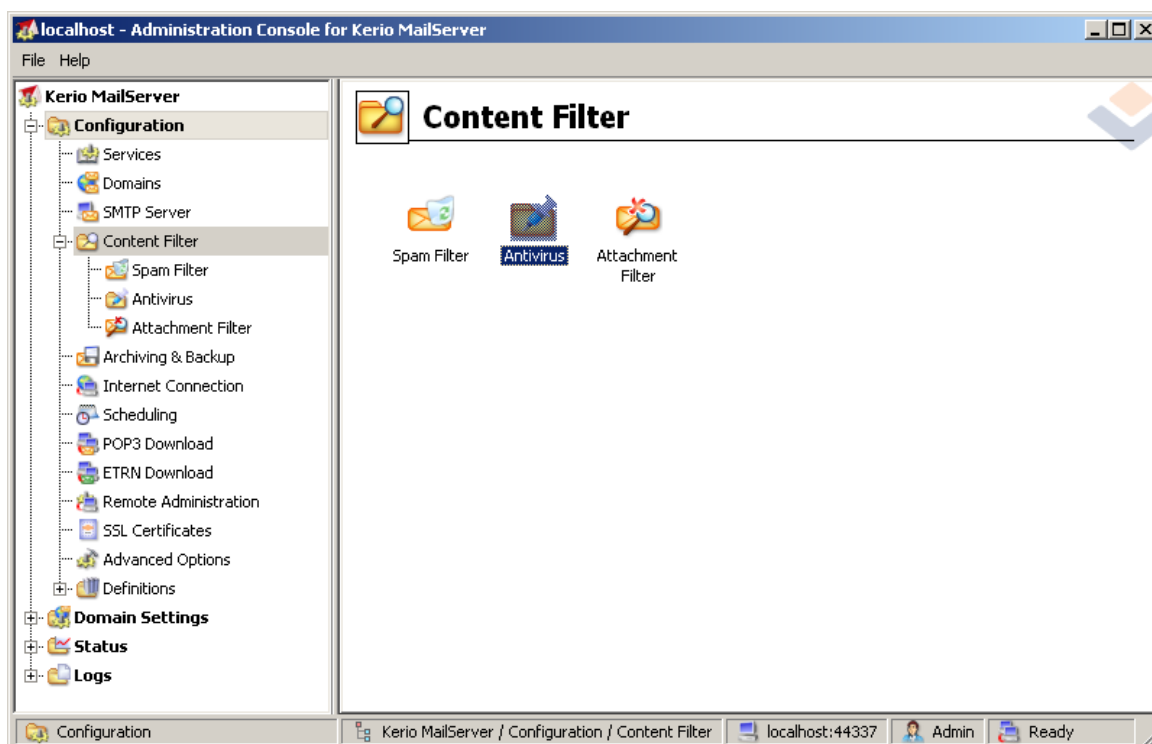 localhost - Administration Console for Kerio MailServer
File Help
Kerio MailServer
Configuration
Services
Domains
SMTP Server
Content Filter
Spam Filter
Antivirus
Attachment Filter
Archiving & Backup
Internet Connection
Scheduling
POP3 Download
ETRN Download
Remote Administration
SSL Certificates
Advanced Options
Definitions
Domain Settings
Status
Logs
Content Filter
Spam Filter
Antivirus
Attachment
Filter
Configuration
Kerio MailServer / Configuration / Content Filter
localhost:44337
Admin
Ready